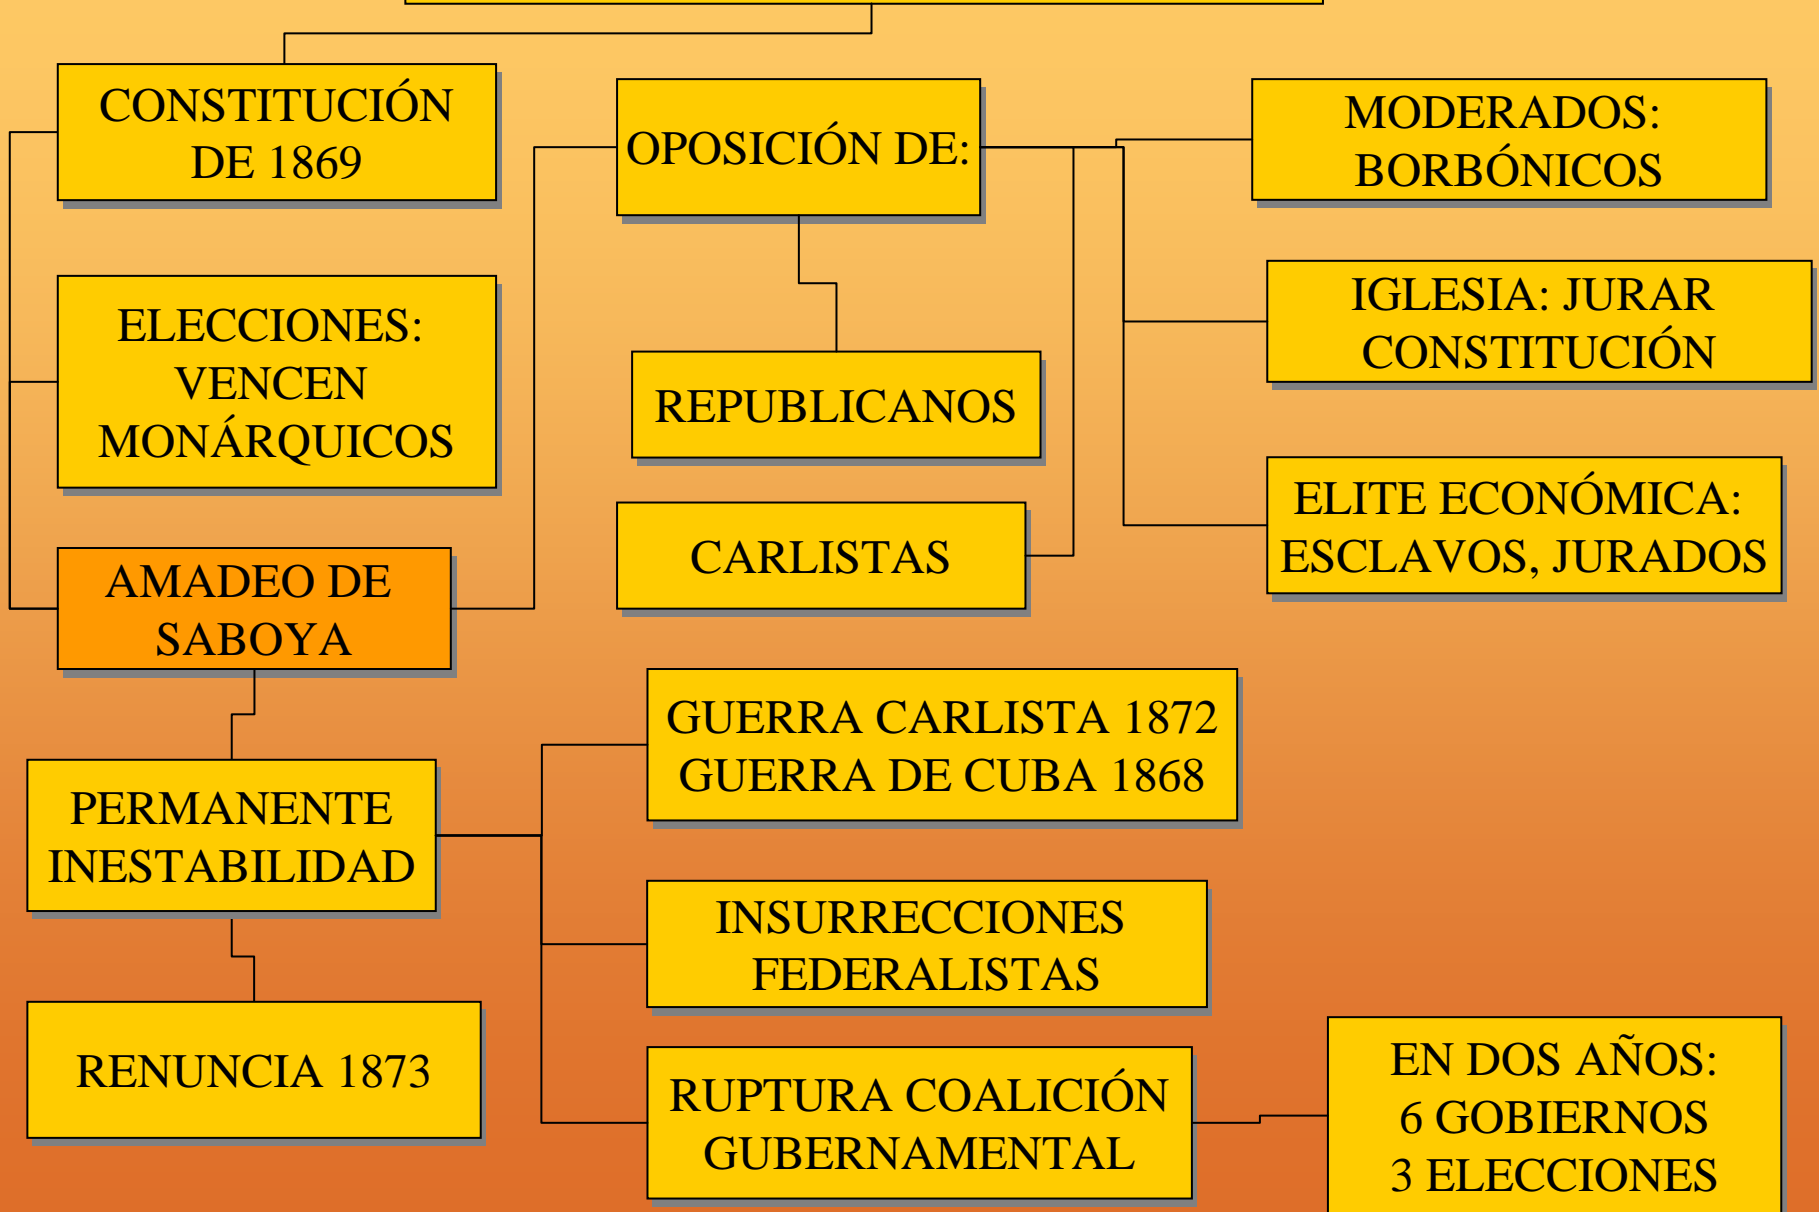 CONSTITUCIÓN
DE 1869
OPOSICIÓN DE:
MODERADOS:
BORBÓNICOS
ELECCIONES:
VENCEN
MONÁRQUICOS
IGLESIA: JURAR
CONSTITUCIÓN
REPUBLICANOS
ELITE ECONÓMICA:
ESCLAVOS, JURADOS
CARLISTAS
AMADEO DE
SABOYA
GUERRA CARLISTA 1872
GUERRA DE CUBA 1868
PERMANENTE
INESTABILIDAD
INSURRECCIONES
FEDERALISTAS
RENUNCIA 1873
RUPTURA COALICIÓN
GUBERNAMENTAL
EN DOS AÑOS:
6 GOBIERNOS
3 ELECCIONES